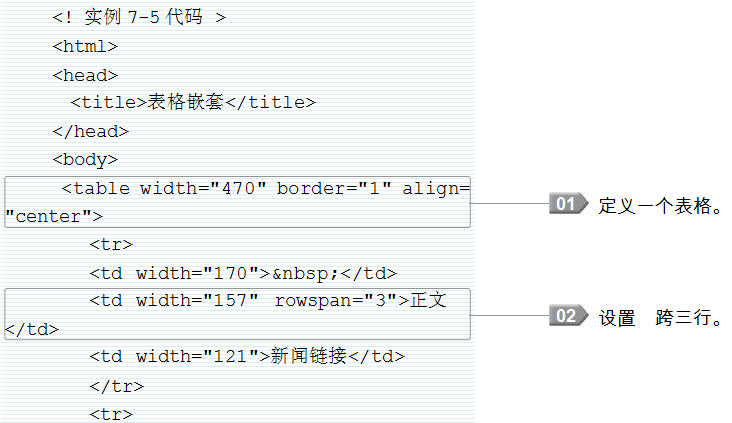 <! 实例7-5代码 >
<html>
<head>
<title>表格嵌套</title>
</head>
<body>
<table width="470" border="1" align=
"center">
01 定义一个表格。
<tr>
<td width="170">&nbsp;</td>
<td width="157" rowspan="3">正文
</td>
02 设置 跨三行。
<td width="121">新闻链接</td>
</tr>
<tr>